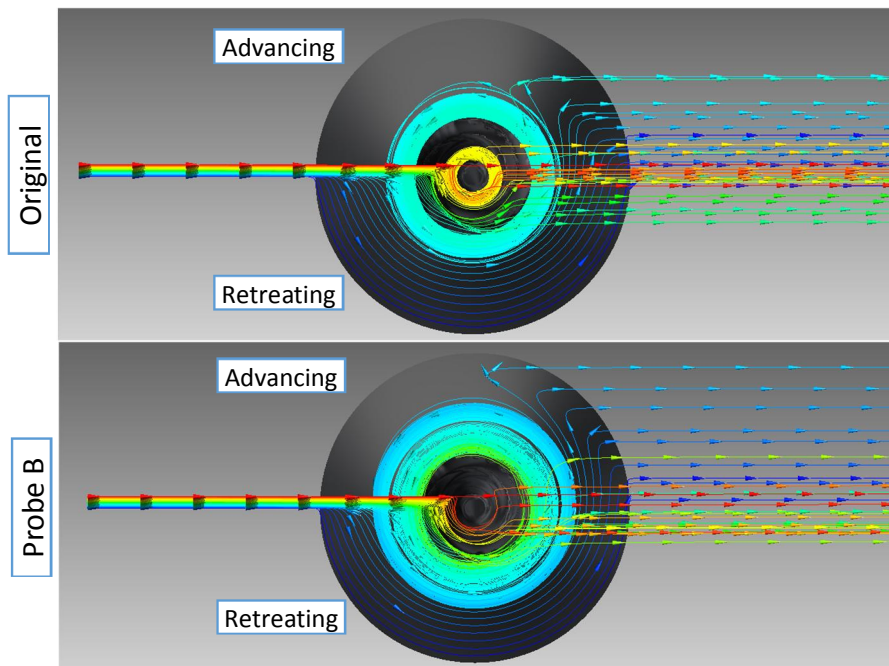 Original
Advancing
Retreating
Probe B
Advancing
Retreating